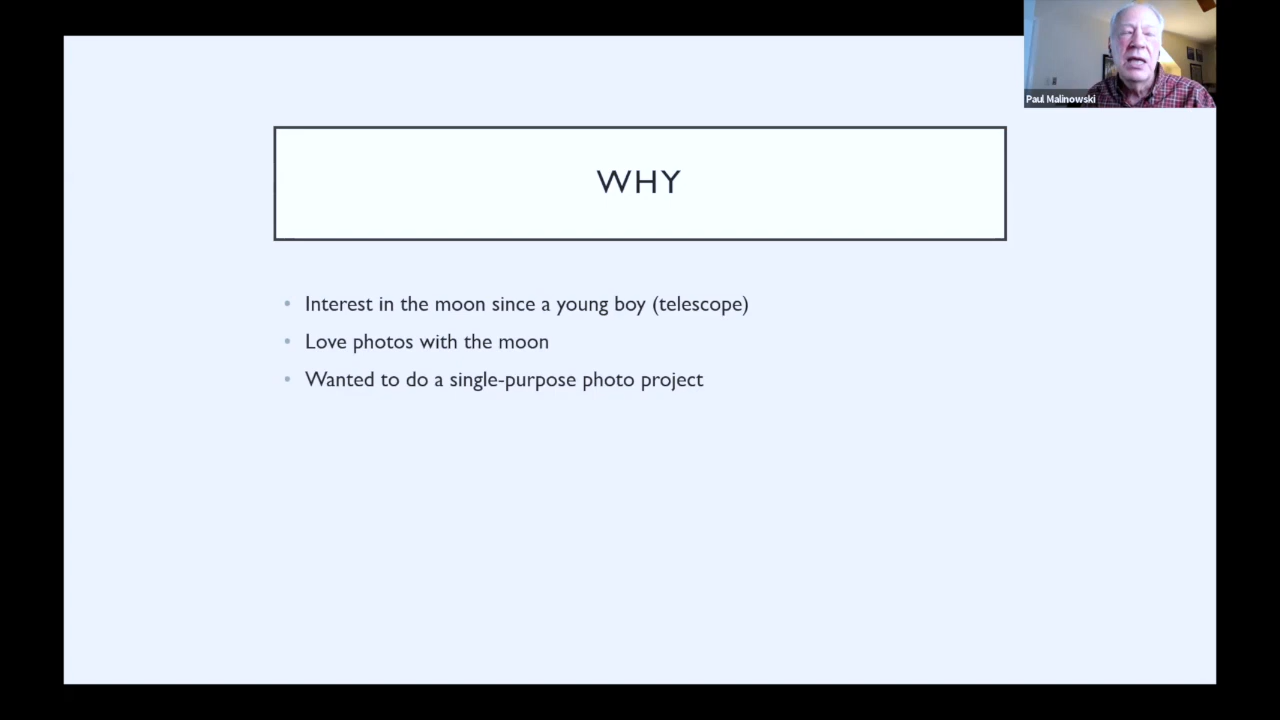 Paul Malinowski
WHY
• Interest in the moon since a young boy (telescope)
• Love photos with the moon
• Wanted to do a single-purpose photo project